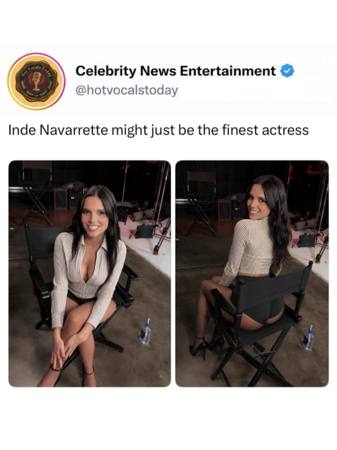 Celebrity News Entertainment
@hotvocalstoday
Inde Navarrette might just be the finest actress